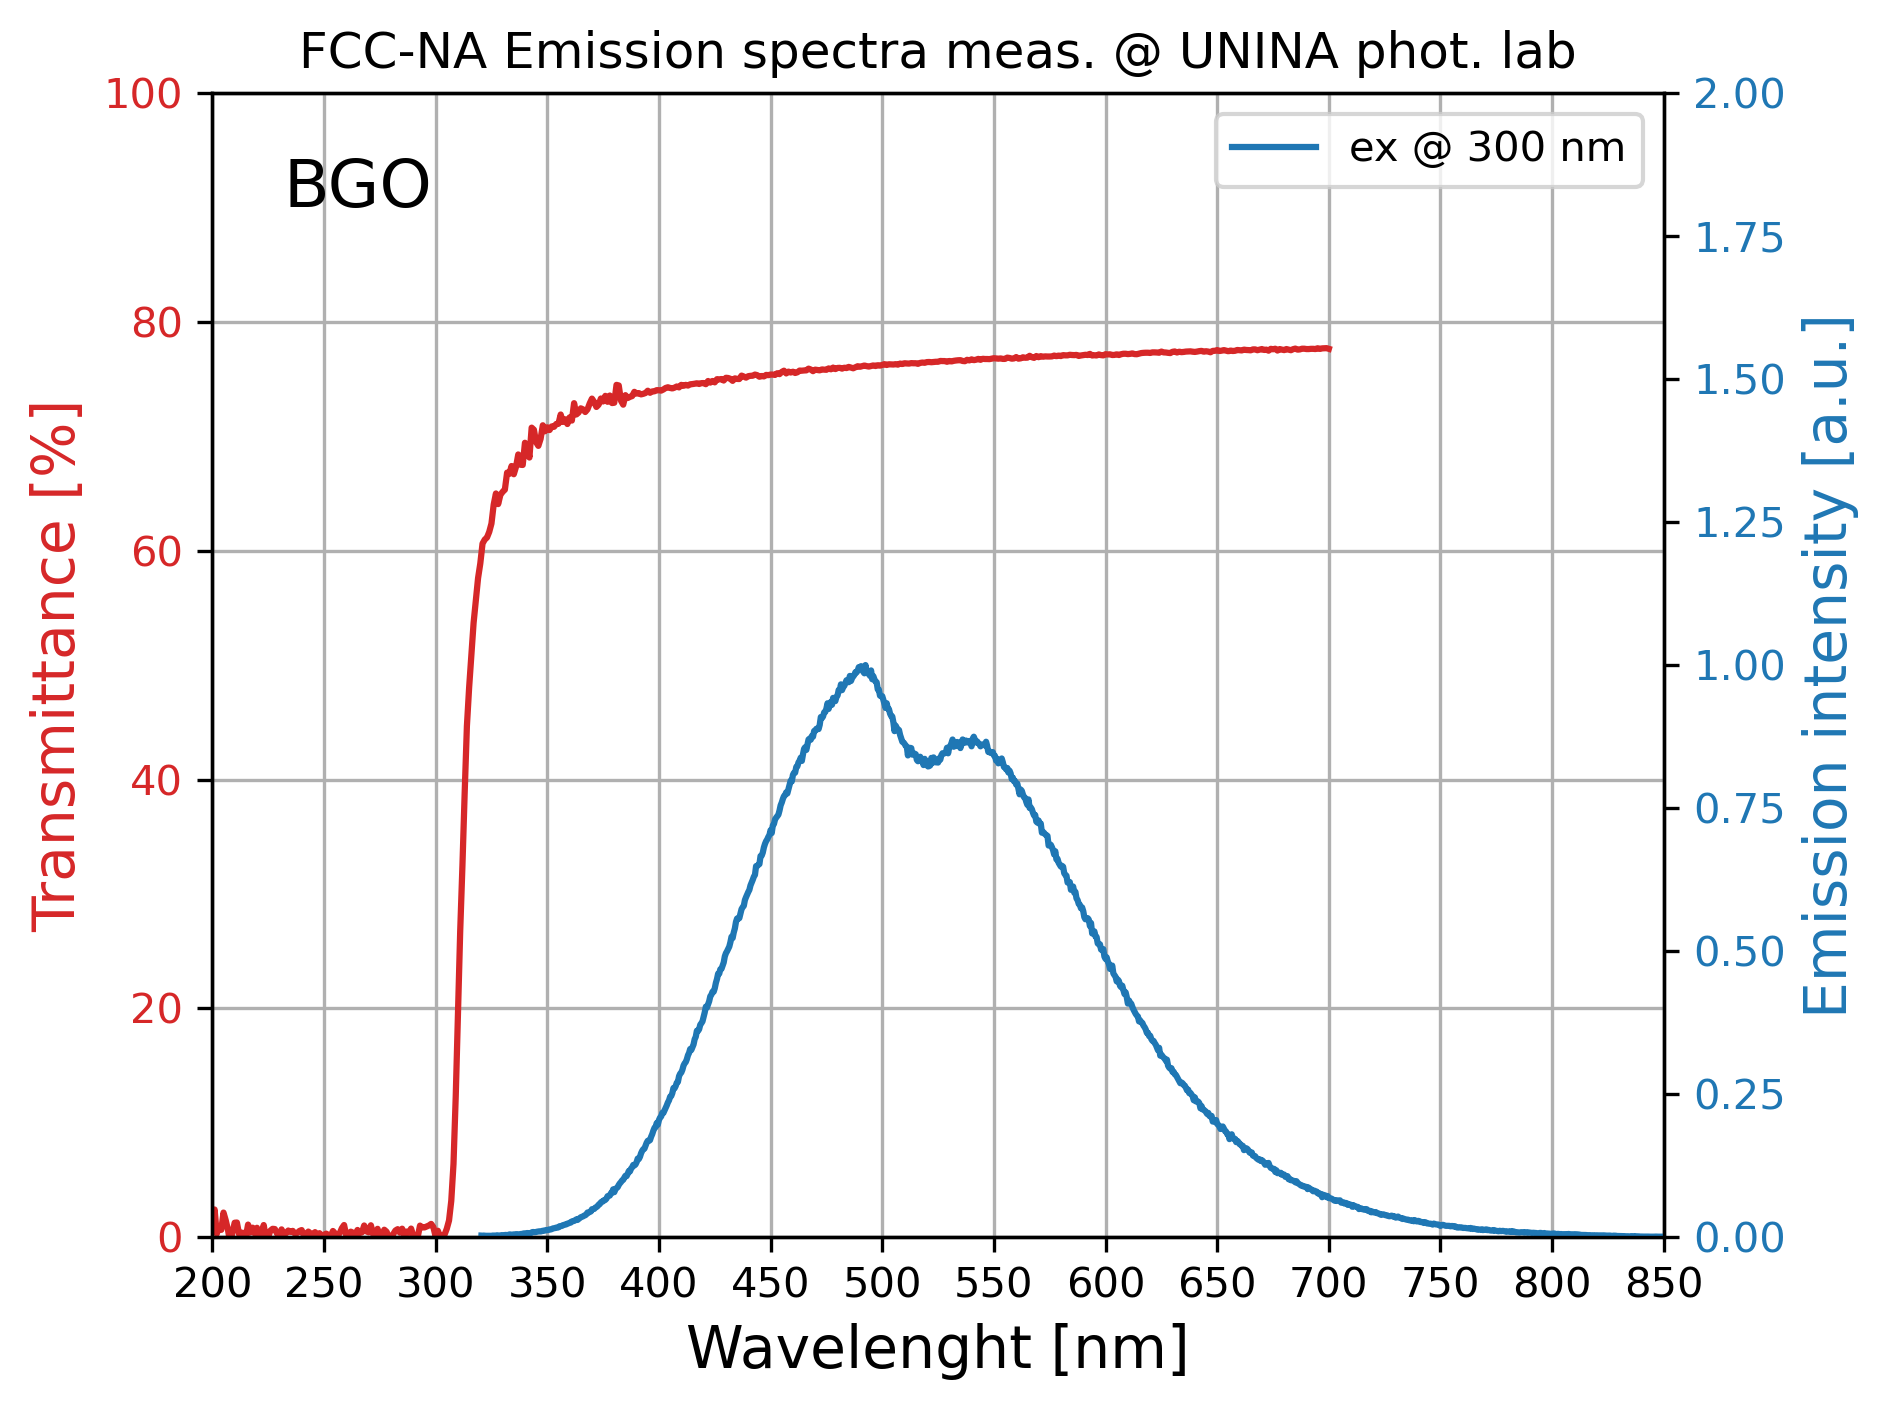 FCC-NA Emission spectra meas. @ UNINA phot. lab
BGO
ex @ 300 nm
Transmittance [%]
100
80
60
40
20
0
2.00
1.75
1.50
1.25
1.00
0.75
0.50
0.25
0.00
Emission intensity [a.u.]
200 250 300 350 400 450 500 550 600 650 700 750 800 850
Wavelenght [nm]